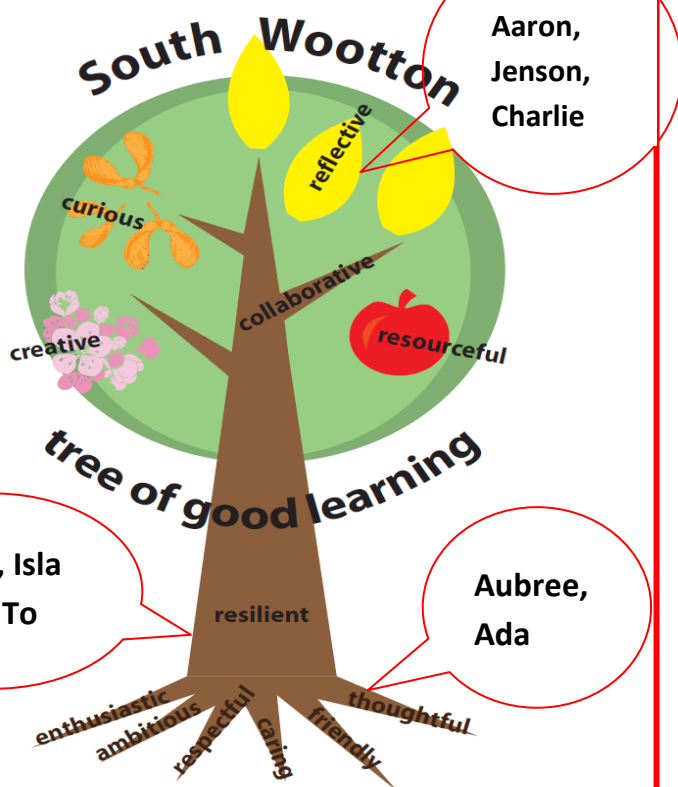 South Wootton
Aaron,
Jenson,
Charlie
reflective
curious
collaborative
creative
resourceful
tree of good learning
, Isla
To
Aubree,
Ada
resilient
enthusiastic
ambitious
respectful
caring
friendly
thoughtful